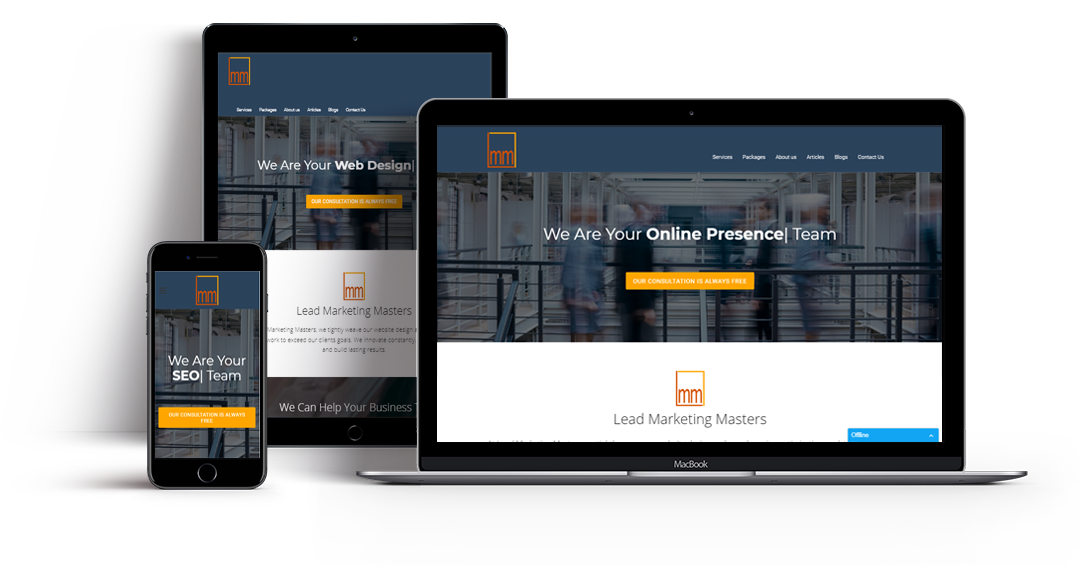 mm
Services Packages About us Articles Blogs Contact Us
We Are Your Web Design|
OUR CONSULTATION IS ALWAYS FREE
mm
Lead Marketing Masters
Marketing Masters, we tightly weave our website design
work to exceed our clients goals. We innovate constantly,
and build lasting results.
We Can Help Your Business
mm
Services Packages About us Articles Blogs Contact Us
We Are Your Online Presence| Team
OUR CONSULTATION IS ALWAYS FREE
mm
Lead Marketing Masters
Offline
MacBook
mm
We Are Your
SEO| Team
OUR CONSULTATION IS ALWAYS
FREE